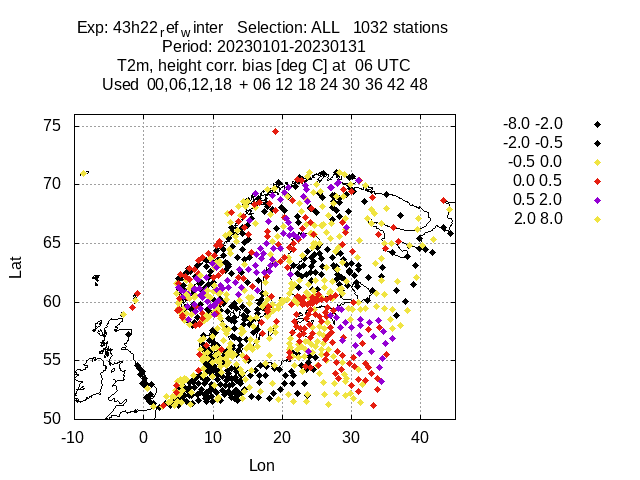 Exp: 43h22ref winter   Selection: ALL   1032 stations
Period: 20230101-20230131
T2m, height corr. bias [deg C] at  06 UTC
Used  00,06,12,18  + 06 12 18 24 30 36 42 48
-8.0 -2.0
-2.0 -0.5
-0.5 0.0
0.0 0.5
0.5 2.0
2.0 8.0
75
70
65
60
55
50
Lat
-10 0 10 20 30 40
Lon